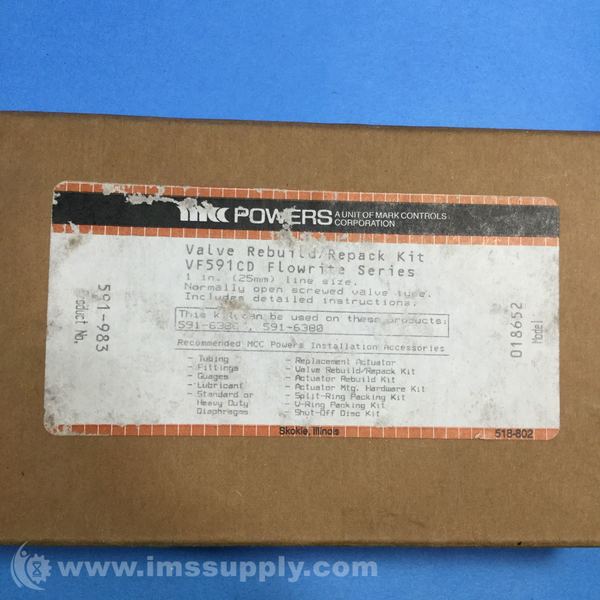 mcc POWERS A UNIT OF MARK CONTROLS
CORPORATION
Valve Rebuild/Repack Kit
VF591CD Flowrite Series
1 in. (25mm) line size.
Normally open screwed valve type.
Includes detailed instructions.
This kit can be used on these products:
591-6380
Recommended MCC Powers Installation Accessories
- Tubing
- Fittings
- Guages
- Lubricant
- Standard or
Heavy Duty
Diaphragms
- Replacement Actuator
- Valve Rebuild/Repack Kit
- Actuator Rebuild Kit
- Actuator Mtg. Hardware Kit
- Split-Ring Packing Kit
- V-Ring Packing Kit
- Shut-Off Disc Kit
591-983
Product No.
018652
Model
Skokie, Illinois
518-802
www.imssupply.com